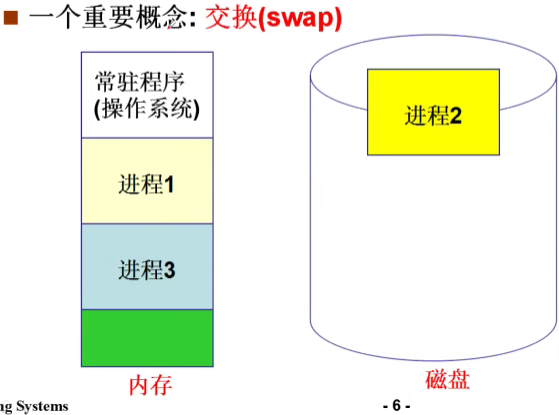 一个重要概念: 交换(swap)
常驻程序
(操作系统)
进程1
进程3
内存
进程2
磁盘
ng Systems
- 6 -